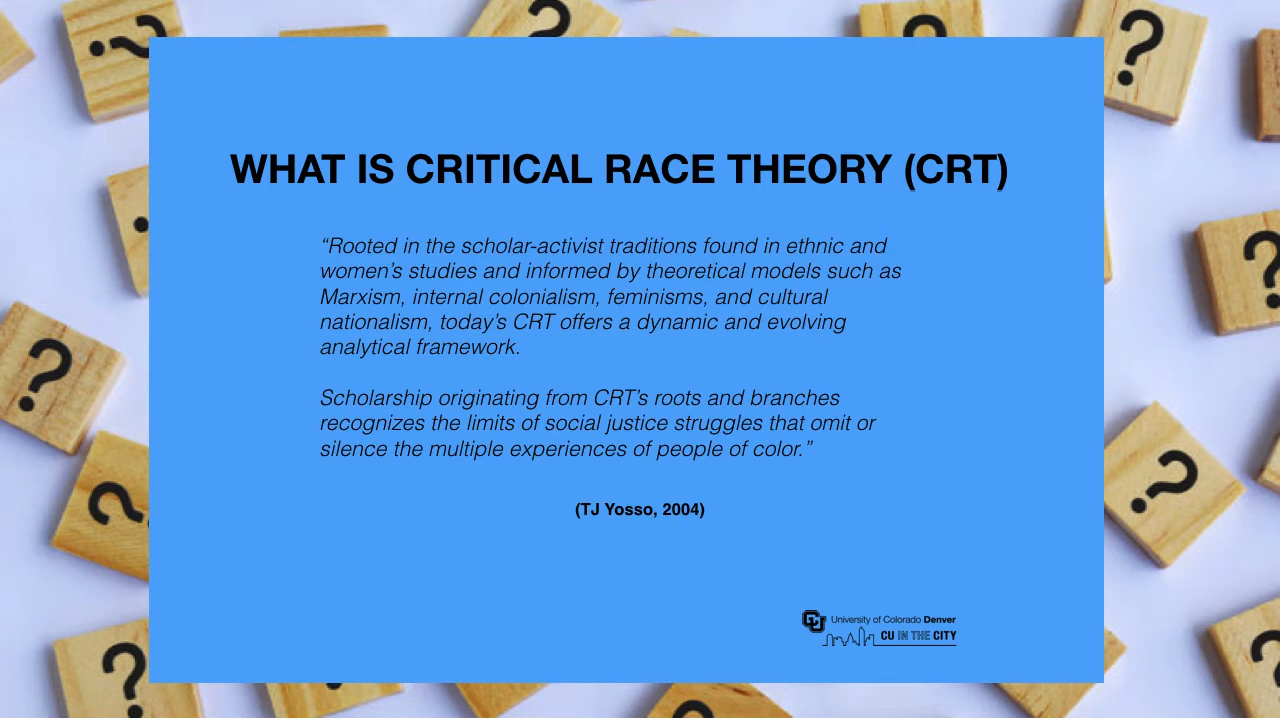 WHAT IS CRITICAL RACE THEORY (CRT)
“Rooted in the scholar-activist traditions found in ethnic and
women’s studies and informed by theoretical models such as
Marxism, internal colonialism, feminisms, and cultural
nationalism, today’s CRT offers a dynamic and evolving
analytical framework.
Scholarship originating from CRT’s roots and branches
recognizes the limits of social justice struggles that omit or
silence the multiple experiences of people of color.”
(TJ Yosso, 2004)
CU University of Colorado Denver
CU IN THE CITY
?
?
?
?
?
?
?
?
?
?
?